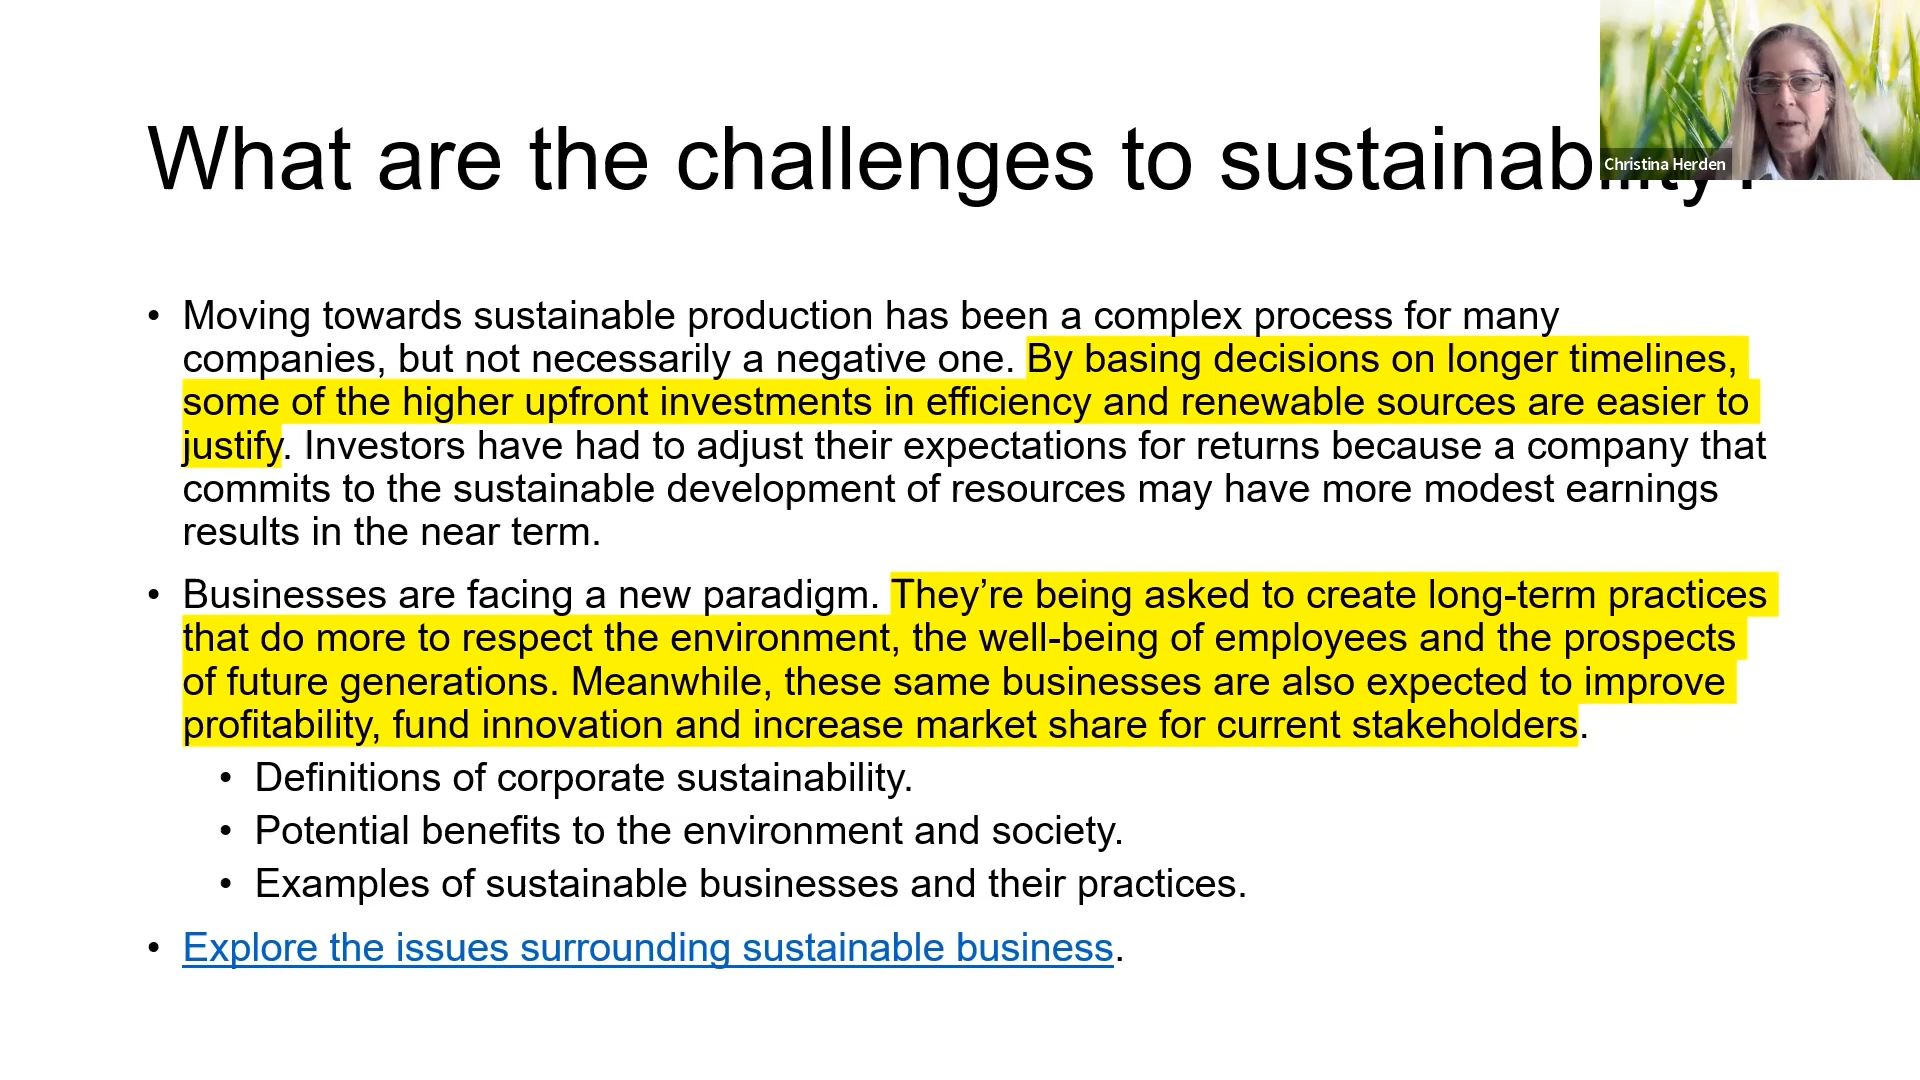 What are the challenges to sustainability?
Christina Herden
• Moving towards sustainable production has been a complex process for many
companies, but not necessarily a negative one. By basing decisions on longer timelines,
some of the higher upfront investments in efficiency and renewable sources are easier to
justify. Investors have had to adjust their expectations for returns because a company that
commits to the sustainable development of resources may have more modest earnings
results in the near term.
• Businesses are facing a new paradigm. They’re being asked to create long-term practices
that do more to respect the environment, the well-being of employees and the prospects
of future generations. Meanwhile, these same businesses are also expected to improve
profitability, fund innovation and increase market share for current stakeholders.
• Definitions of corporate sustainability.
• Potential benefits to the environment and society.
• Examples of sustainable businesses and their practices.
• Explore the issues surrounding sustainable business.